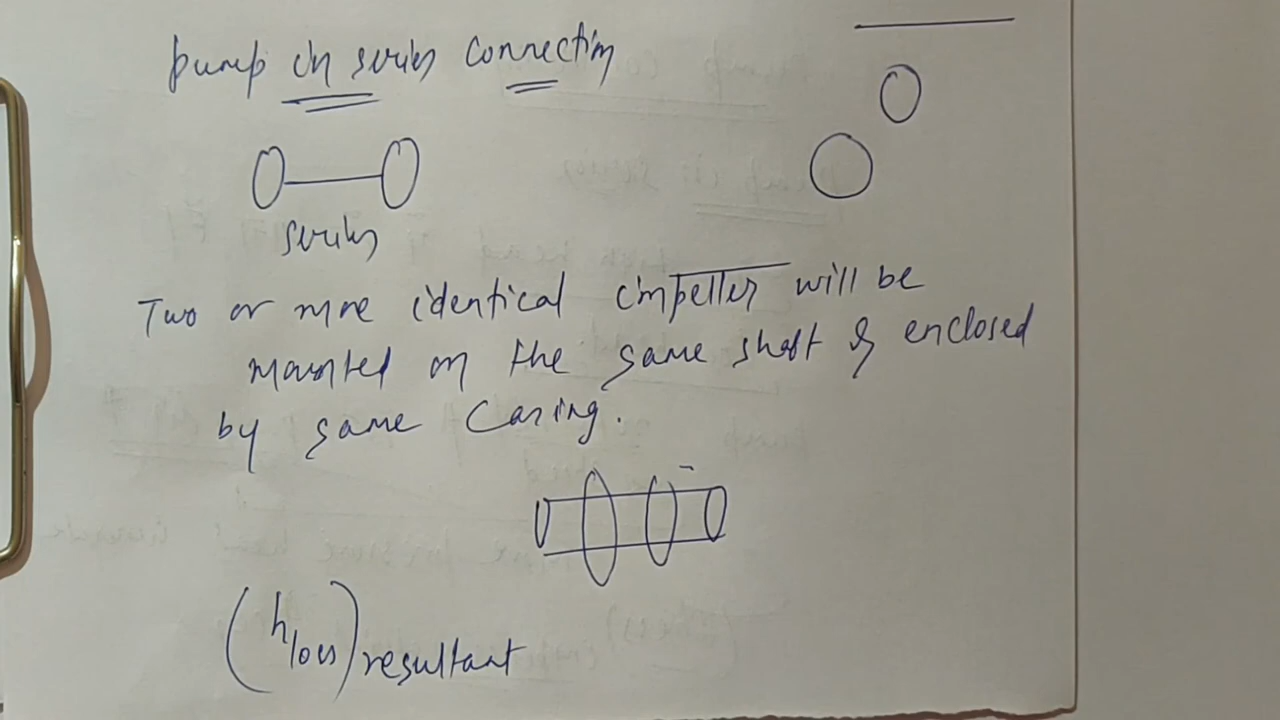 pump in series connection
series
Two or more identical impeller will be
mounted on the same shaft & enclosed
by same casing.
(h loss) resultant